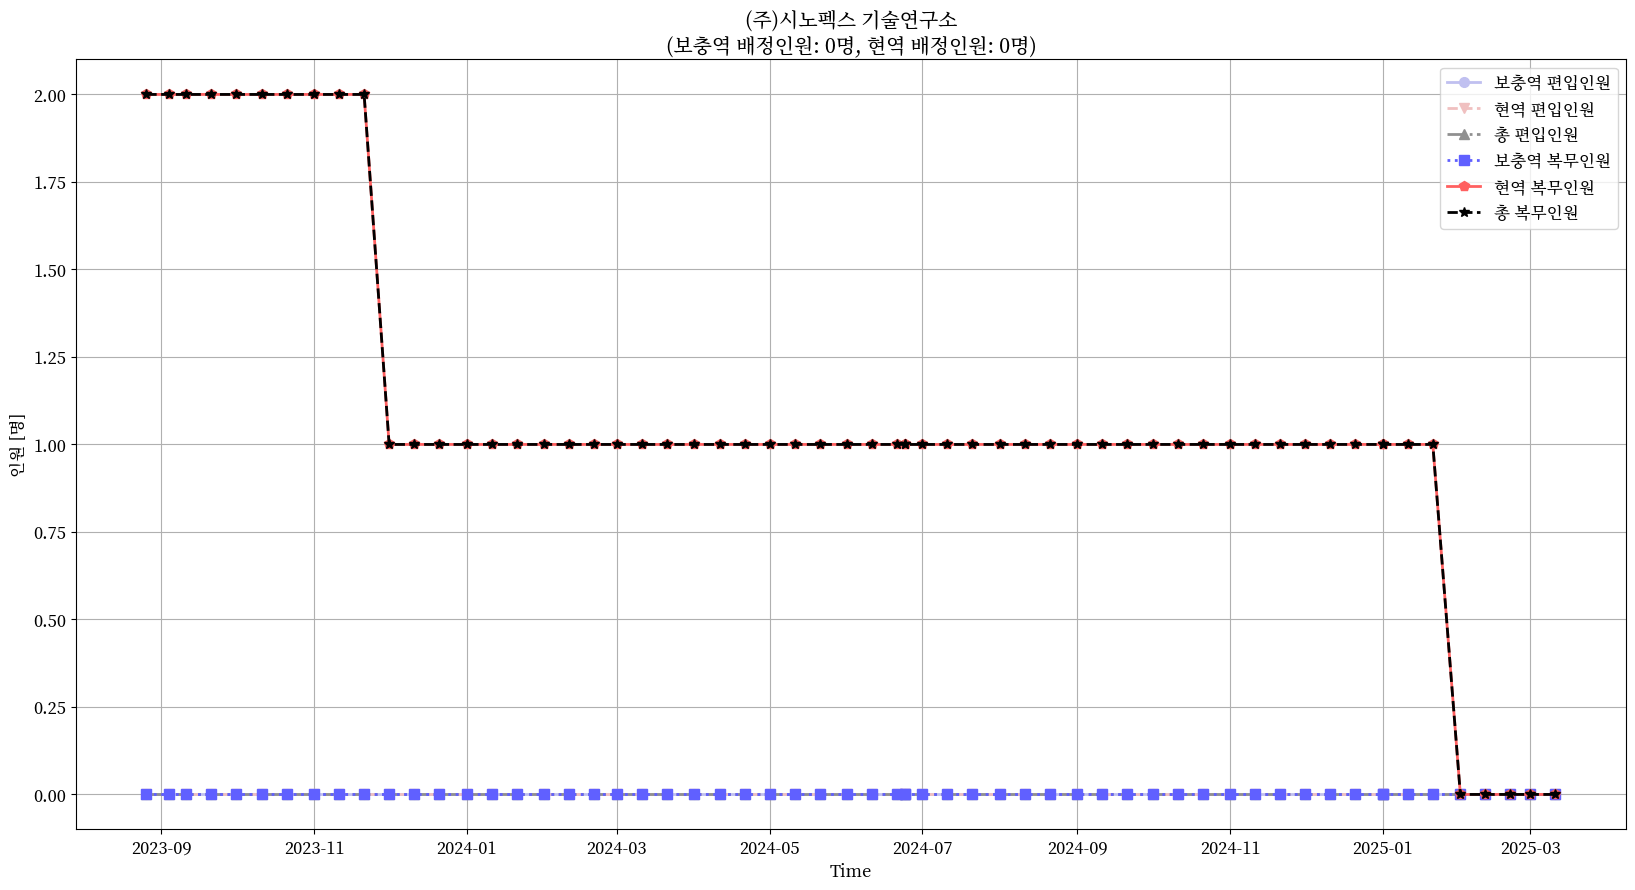 (주)시노펙스 기술연구소
(보충역 배정인원: 0명, 현역 배정인원: 0명)
보충역 편입인원
현역 편입인원
총 편입인원
보충역 복무인원
현역 복무인원
총 복무인원
인원 [명]
2.00
1.75
1.50
1.25
1.00
0.75
0.50
0.25
0.00
2023-09
2023-11
2024-01
2024-03
2024-05
2024-07
2024-09
2024-11
2025-01
2025-03
Time